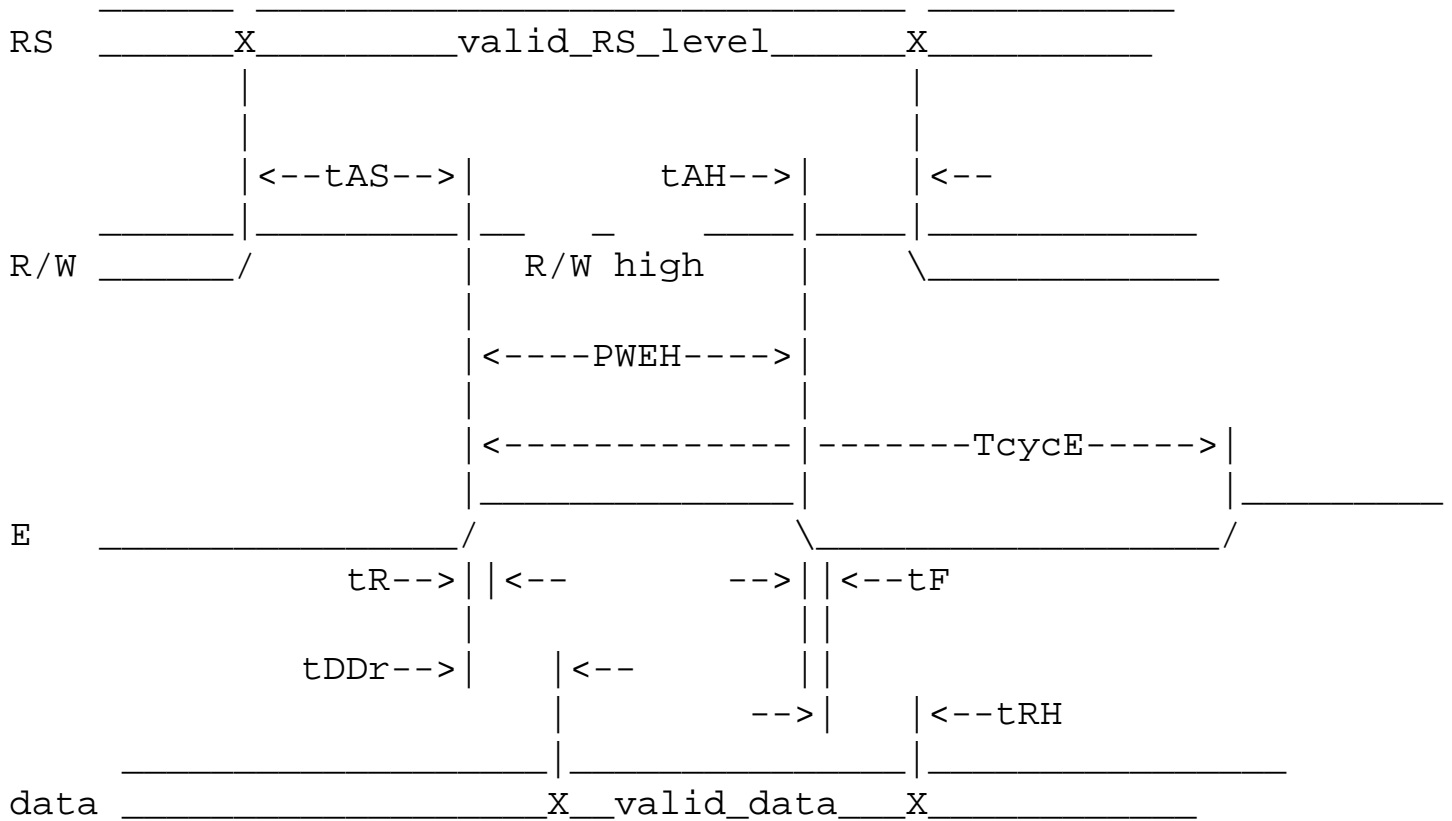 RS X valid_RS_level X
<--tAS--> tAH--> <--
R/W R/W high
<----PWEH---->
<--------------|-------TcycE----->
E
tR--> <-- --> <--tF
tDDr--> <--
--> <--tRH
data X valid_data X